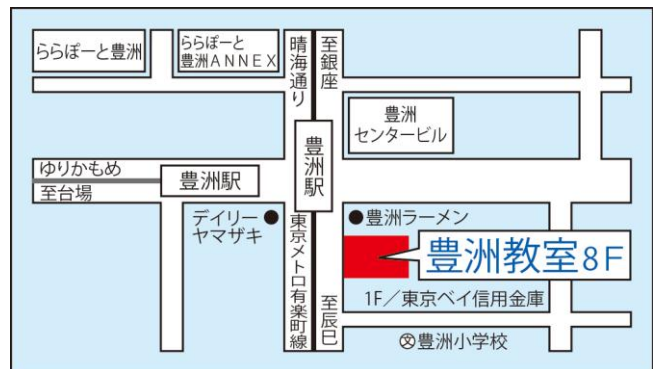 ららぽーと豊洲
ららぽーと
豊洲ANNEX
晴海通り
至銀座
豊洲
センタービル
豊洲駅
ゆりかもめ
至台場
豊洲駅
デイリー
ヤマザキ
豊洲ラーメン
東京メトロ有楽町線
豊洲教室8F
1F/東京ベイ信用金庫
至辰巳
文豊洲小学校